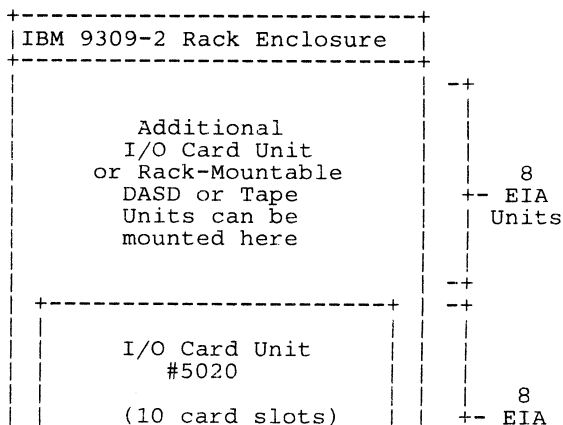 IBM 9309-2 Rack Enclosure
Additional
I/O Card Unit
or Rack-Mountable
DASD or Tape
Units can be
mounted here
8
EIA
Units
I/O Card Unit
#5020
(10 card slots)
8
EIA